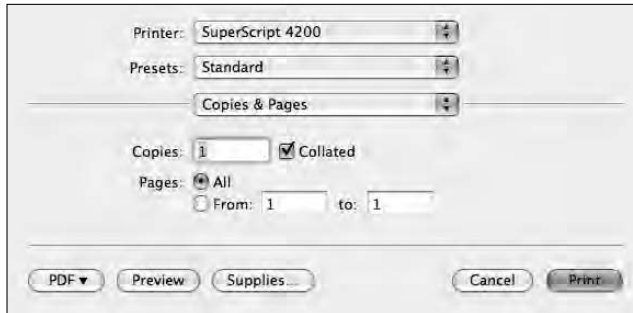 Printer: SuperScript 4200
Presets: Standard
Copies & Pages
Copies: 1 Collated
Pages: All
From: 1 to: 1
PDF ▼ Preview Supplies... Cancel Print